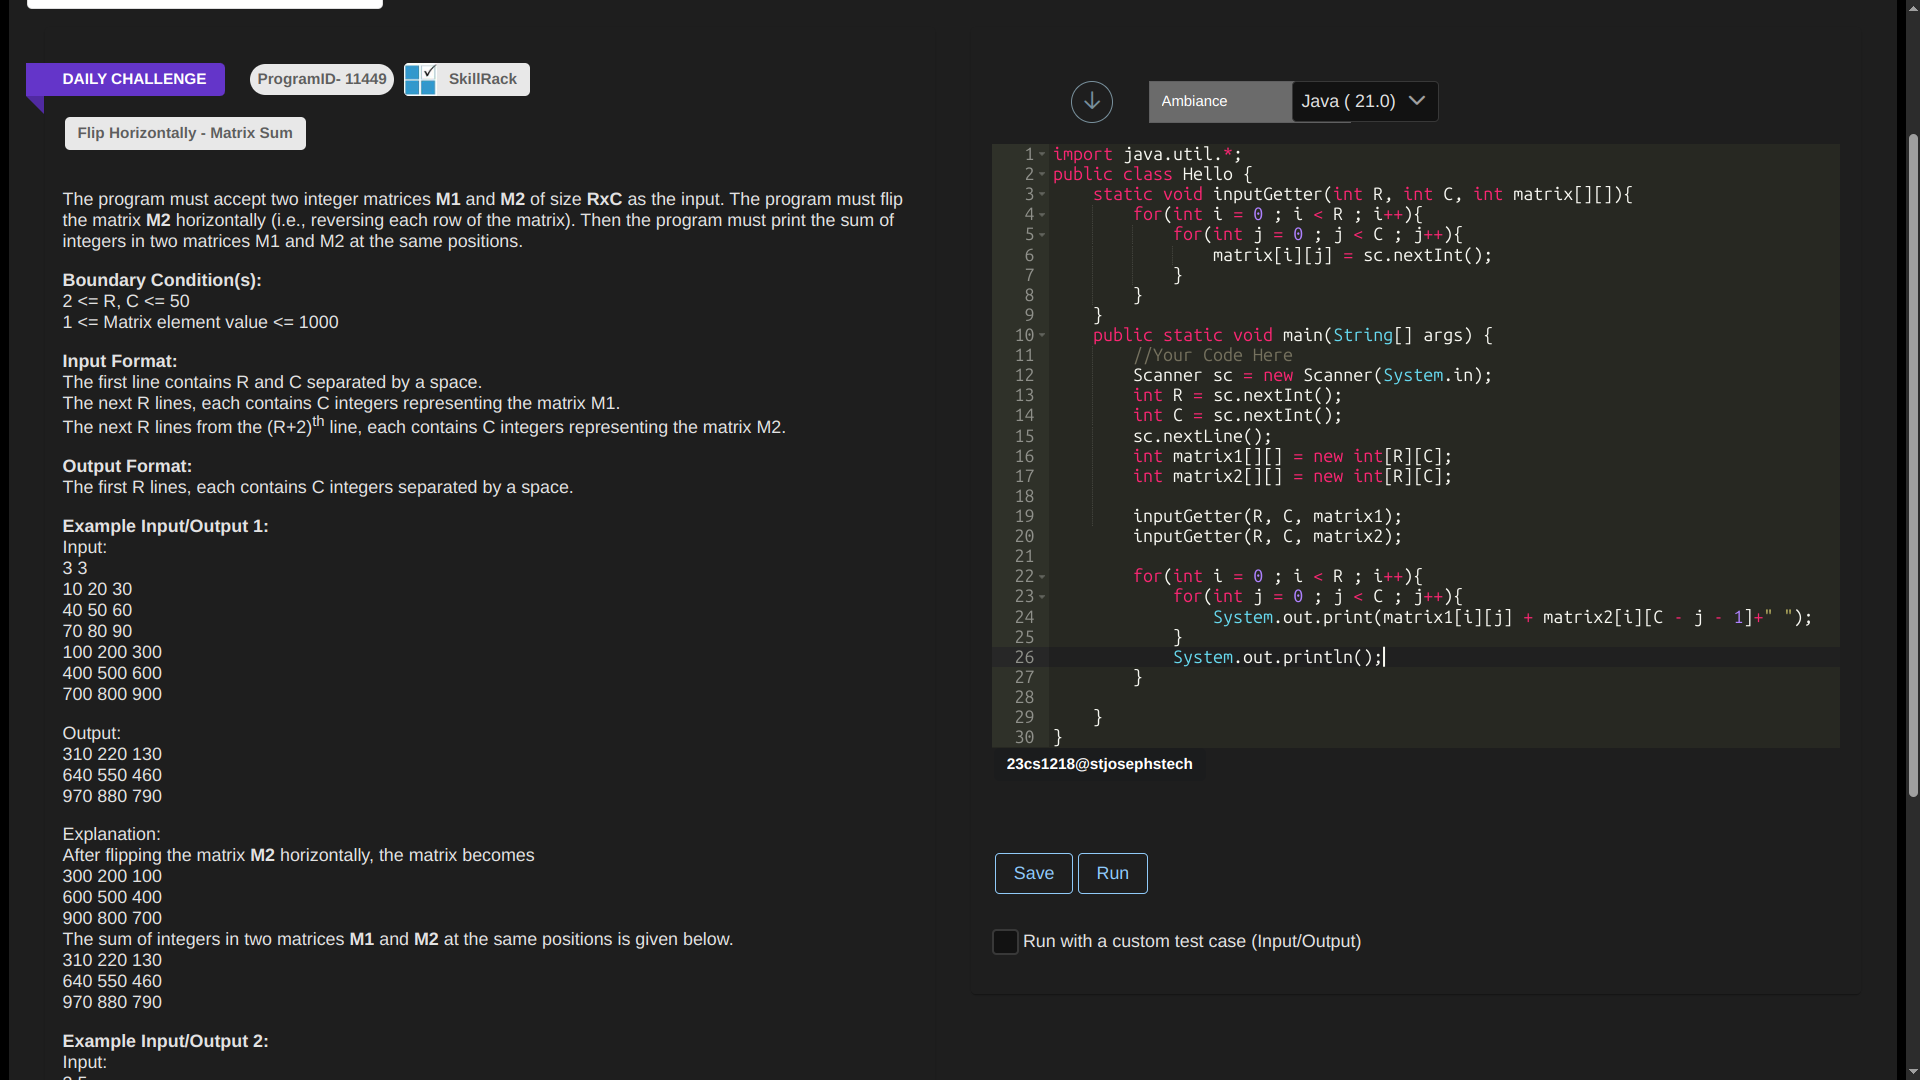 DAILY CHALLENGE
ProgramID- 11449
SkillRack
Flip Horizontally - Matrix Sum
The program must accept two integer matrices M1 and M2 of size RxC as the input. The program must flip
the matrix M2 horizontally (i.e., reversing each row of the matrix). Then the program must print the sum of
integers in two matrices M1 and M2 at the same positions.
Boundary Condition(s):
2 <= R, C <= 50
1 <= Matrix element value <= 1000
Input Format:
The first line contains R and C separated by a space.
The next R lines, each contains C integers representing the matrix M1.
The next R lines from the (R+2)th line, each contains C integers representing the matrix M2.
Output Format:
The first R lines, each contains C integers separated by a space.
Example Input/Output 1:
Input:
3 3
10 20 30
40 50 60
70 80 90
100 200 300
400 500 600
700 800 900
Output:
310 220 130
640 550 460
970 880 790
Explanation:
After flipping the matrix M2 horizontally, the matrix becomes
300 200 100
600 500 400
900 800 700
The sum of integers in two matrices M1 and M2 at the same positions is given below.
310 220 130
640 550 460
970 880 790
Example Input/Output 2:
Input:
Ambiance
Java ( 21.0)
1 import java.util.*;
2 public class Hello {
3 static void inputGetter(int R, int C, int matrix[][]){
4 for(int i = 0 ; i < R ; i++){
5 for(int j = 0 ; j < C ; j++){
6 matrix[i][j] = sc.nextInt();
7 }
8 }
9 }
10 public static void main(String[] args) {
11 //Your Code Here
12 Scanner sc = new Scanner(System.in);
13 int R = sc.nextInt();
14 int C = sc.nextInt();
15 sc.nextLine();
16 int matrix1[][] = new int[R][C];
17 int matrix2[][] = new int[R][C];
18
19 inputGetter(R, C, matrix1);
20 inputGetter(R, C, matrix2);
21
22 for(int i = 0 ; i < R ; i++){
23 for(int j = 0 ; j < C ; j++){
24 System.out.print(matrix1[i][j] + matrix2[i][C - j - 1]+" ");
25 }
26 System.out.println();
27 }
28
29 }
30 }
23cs1218@stjosephstech
Save
Run
Run with a custom test case (Input/Output)